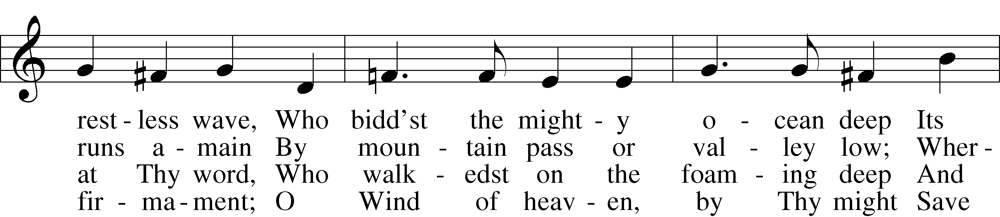 rest - less wave, Who bidd'st the might - y o - cean deep Its
runs a - main By moun - tain pass or val - ley low; Wher -
at Thy word, Who walk - edst on the foam - ing deep And
fir - ma - ment; O Wind of heav - en, by Thy might Save